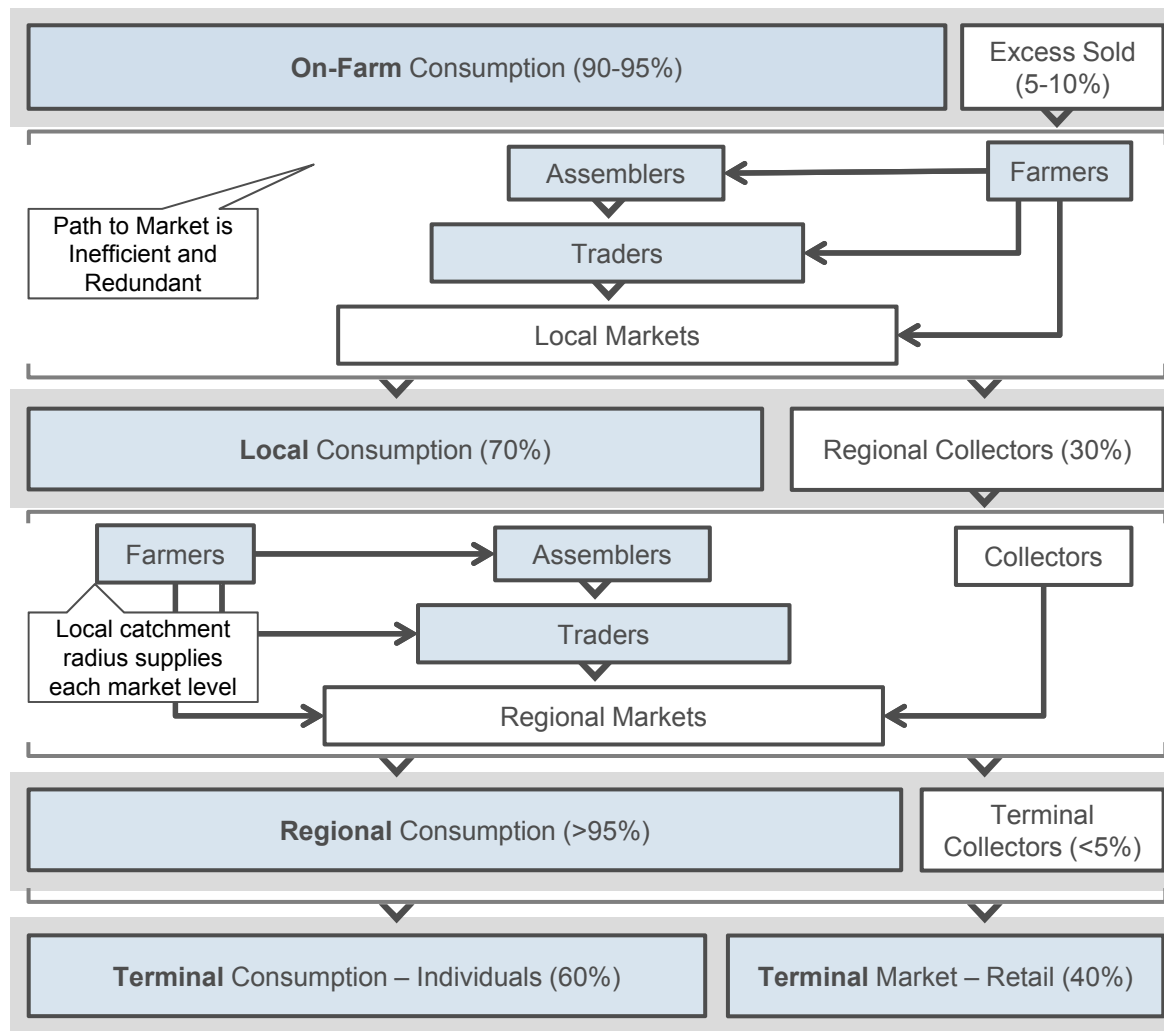 On-Farm Consumption (90-95%)
Excess Sold
(5-10%)
Assemblers
Farmers
Path to Market is
Inefficient and
Redundant
Traders
Local Markets
Local Consumption (70%)
Regional Collectors (30%)
Farmers
Assemblers
Collectors
Local catchment
radius supplies
each market level
Traders
Regional Markets
Regional Consumption (>95%)
Terminal
Collectors (<5%)
Terminal Consumption – Individuals (60%)
Terminal Market – Retail (40%)